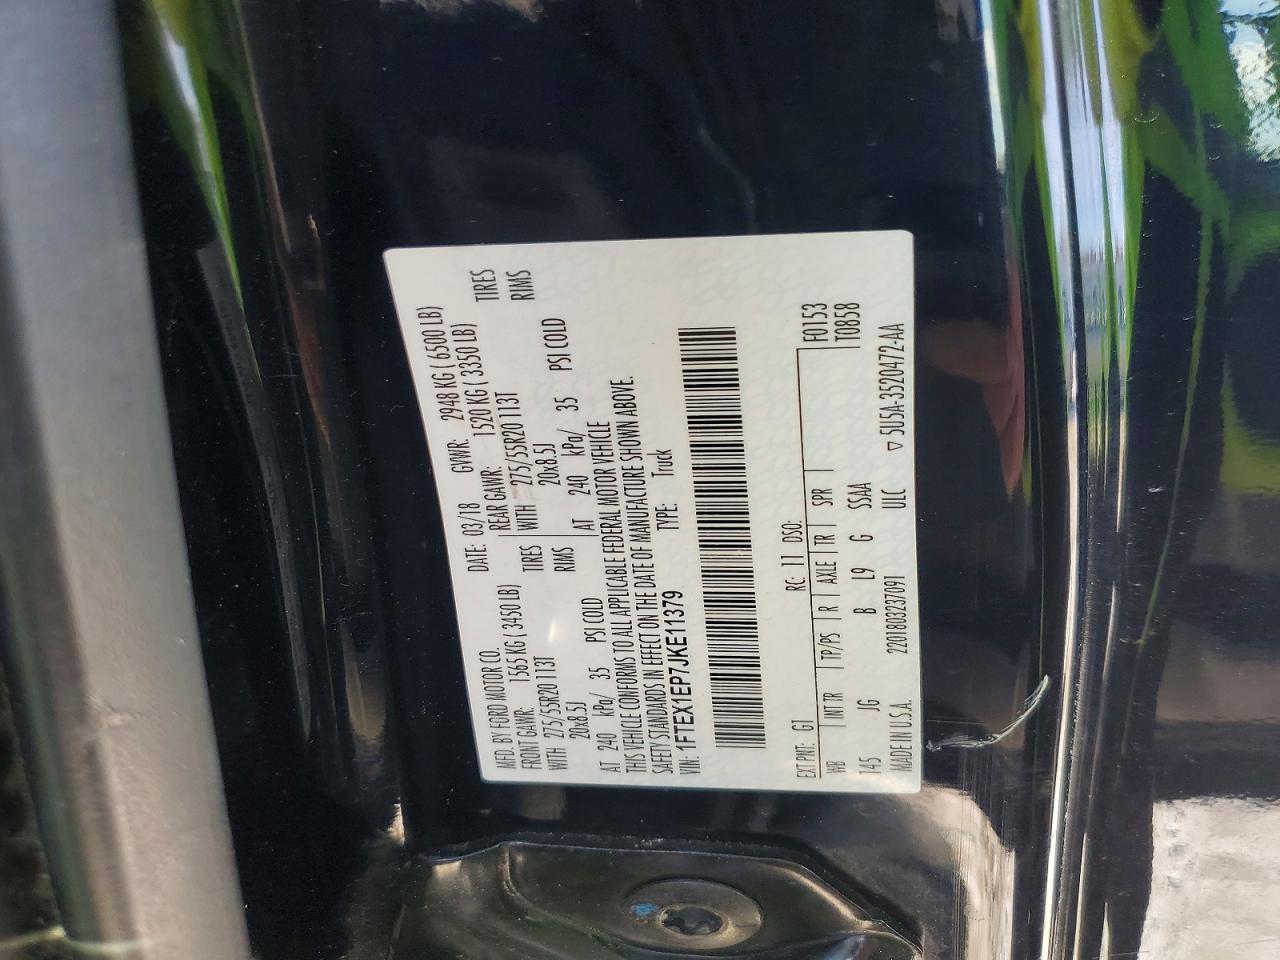 MFD. BY FORD MOTOR CO.
DATE: 03/18 GVWR: 2948 KG ( 6500 LB)
FRONT GAWR: 1565 KG ( 3450 LB) REAR GAWR: 1520 KG ( 3350 LB)
WITH 275/55R20 113T TIRES WITH 275/55R20 113T TIRES
20x8.5J RIMS 20x8.5J RIMS
AT 240 kPa/ 35 PSI COLD AT 240 kPa/ 35 PSI COLD
THIS VEHICLE CONFORMS TO ALL APPLICABLE FEDERAL MOTOR VEHICLE
SAFETY STANDARDS IN EFFECT ON THE DATE OF MANUFACTURE SHOWN ABOVE.
VIN: 1FTEX1EP7JKE11379 TYPE: Truck
EXT PNT: G1 RC: 11 DSO: F0153
WB INT TR TP/PS R AXLE TR SPR T0858
145 JG B L9 G SSAA
MADE IN U.S.A. 220180323709​1 ULC ▽ 5U5A-3520472-AA